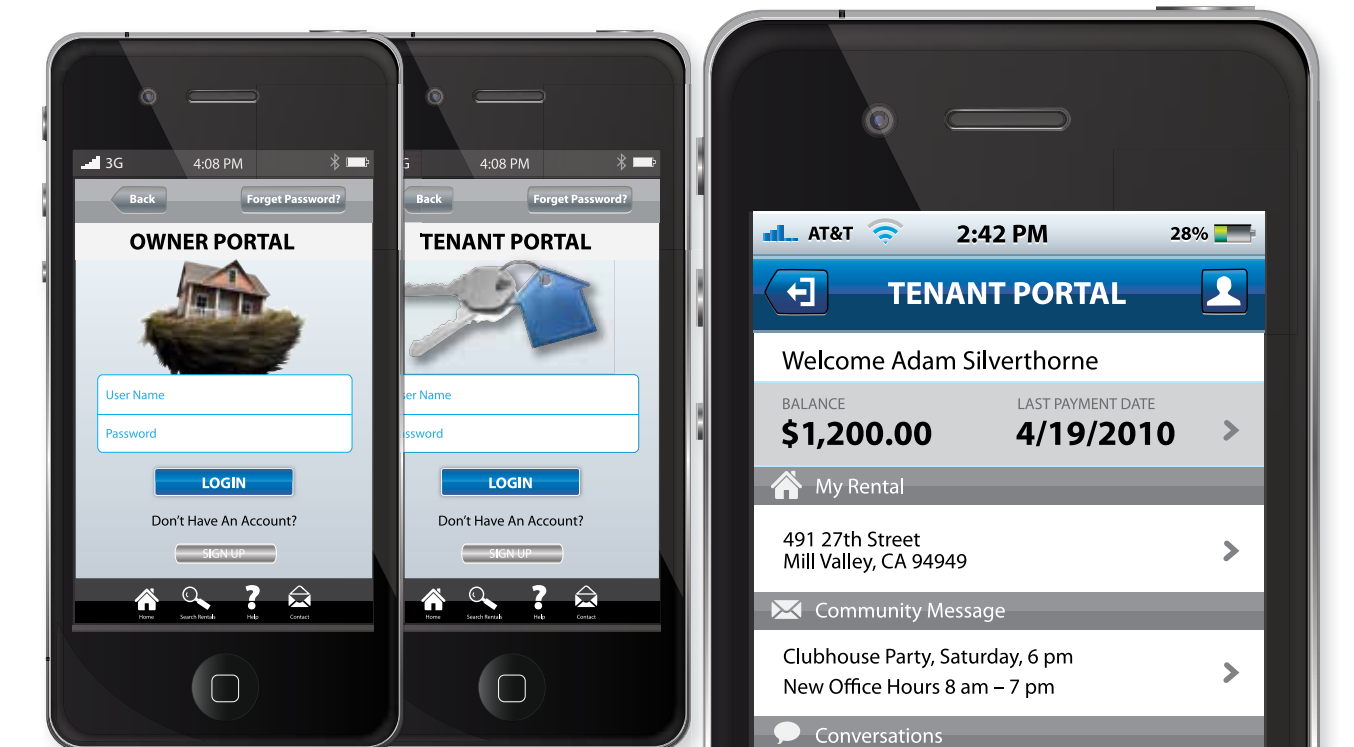 3G 4:08 PM
Back Forget Password?
OWNER PORTAL
User Name
Password
LOGIN
Don't Have An Account?
SIGN UP
Home Search Rentals Help Contact
G 4:08 PM
Back Forget Password?
TENANT PORTAL
ser Name
ssword
LOGIN
Don't Have An Account?
SIGN UP
Home Search Rentals Help Contact
AT&T 2:42 PM 28%
TENANT PORTAL
Welcome Adam Silverthorne
BALANCE LAST PAYMENT DATE
$1,200.00 4/19/2010
My Rental
491 27th Street
Mill Valley, CA 94949
Community Message
Clubhouse Party, Saturday, 6 pm
New Office Hours 8 am – 7 pm
Conversations